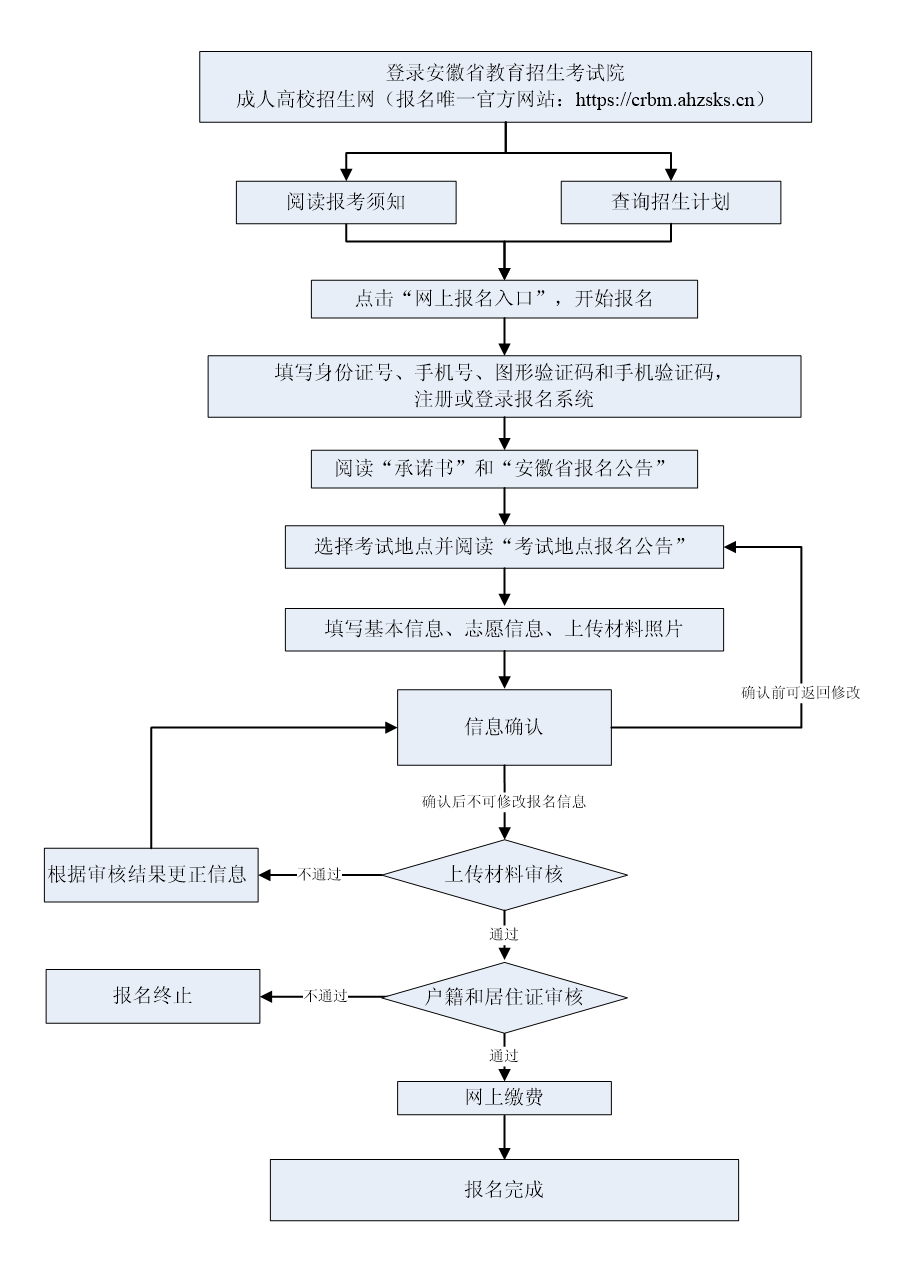 登录安徽省教育招生考试院
成人高校招生网（报名唯一官方网站：https://crbm.ahzsks.cn）
阅读报考须知
查询招生计划
点击“网上报名入口”，开始报名
填写身份证号、手机号、图形验证码和手机验证码，
注册或登录报名系统
阅读“承诺书”和“安徽省报名公告”
选择考试地点并阅读“考试地点报名公告”
填写基本信息、志愿信息、上传材料照片
确认前可返回修改
信息确认
确认后不可修改报名信息
根据审核结果更正信息
不通过
上传材料审核
通过
报名终止
不通过
户籍和居住证审核
通过
网上缴费
报名完成